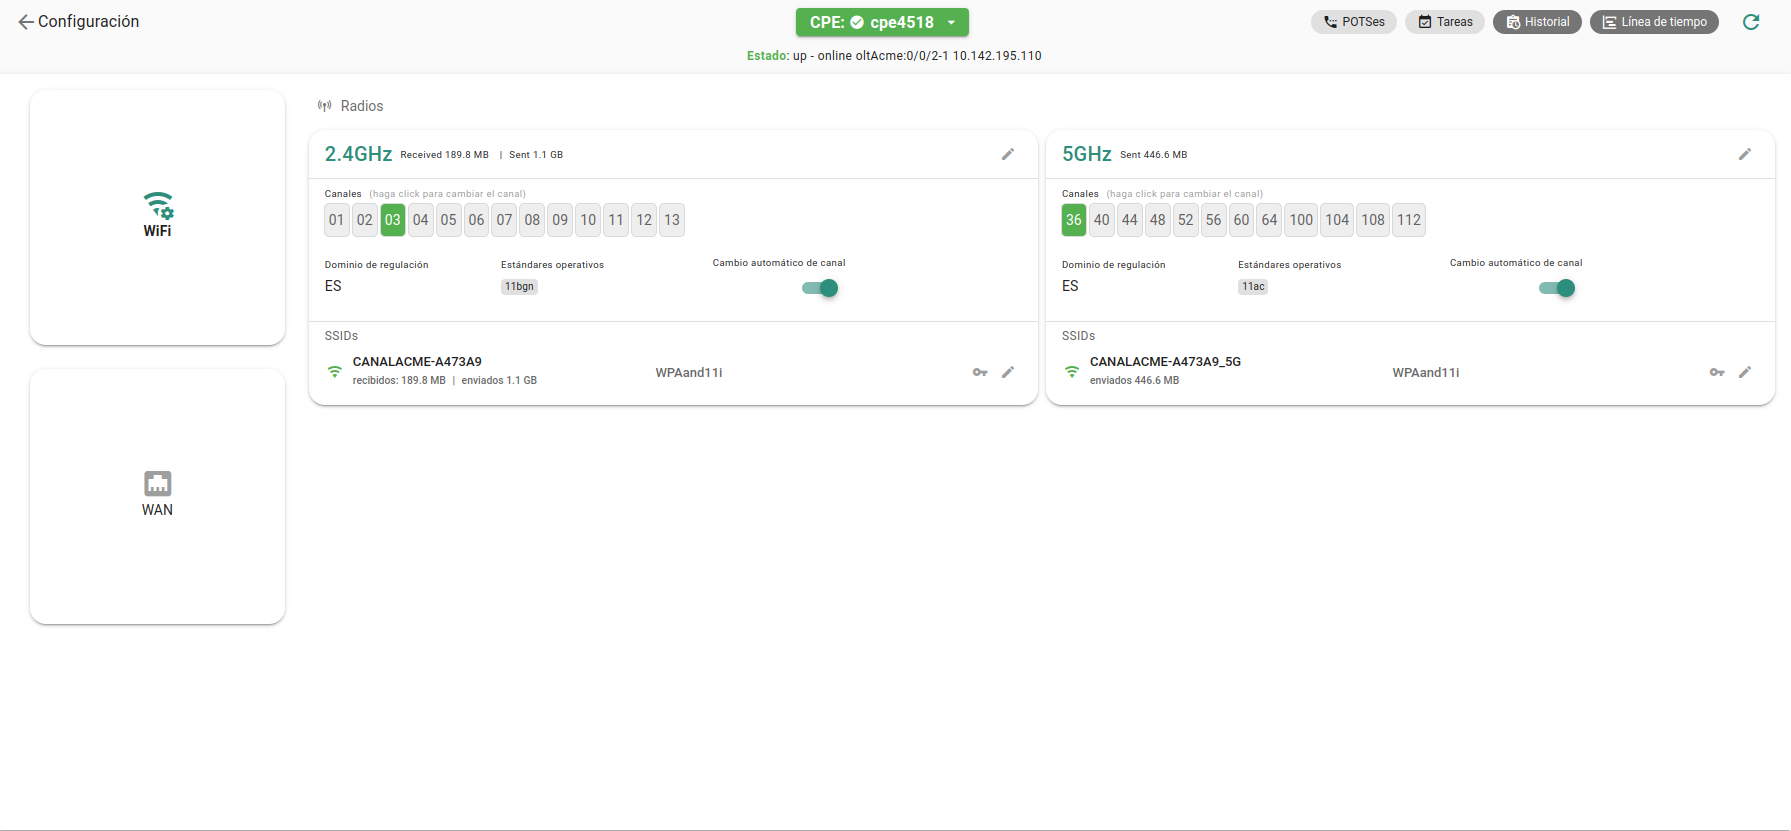 Configuración
CPE: cpe4518
POTSes
Tareas
Historial
Línea de tiempo
Estado: up - online oltAcme:0/0/2-1 10.142.195.110
WiFi
WAN
Radios
2.4GHz Received 189.8 MB | Sent 1.1 GB
Canales (haga click para cambiar el canal)
01 02 03 04 05 06 07 08 09 10 11 12 13
Dominio de regulación Estándares operativos Cambio automático de canal
ES 11bgn
SSIDs
CANALACME-A473A9
recibidos: 189.8 MB | enviados 1.1 GB
WPAand11i
5GHz Sent 446.6 MB
Canales (haga click para cambiar el canal)
36 40 44 48 52 56 60 64 100 104 108 112
Dominio de regulación Estándares operativos Cambio automático de canal
ES 11ac
SSIDs
CANALACME-A473A9_5G
enviados 446.6 MB
WPAand11i